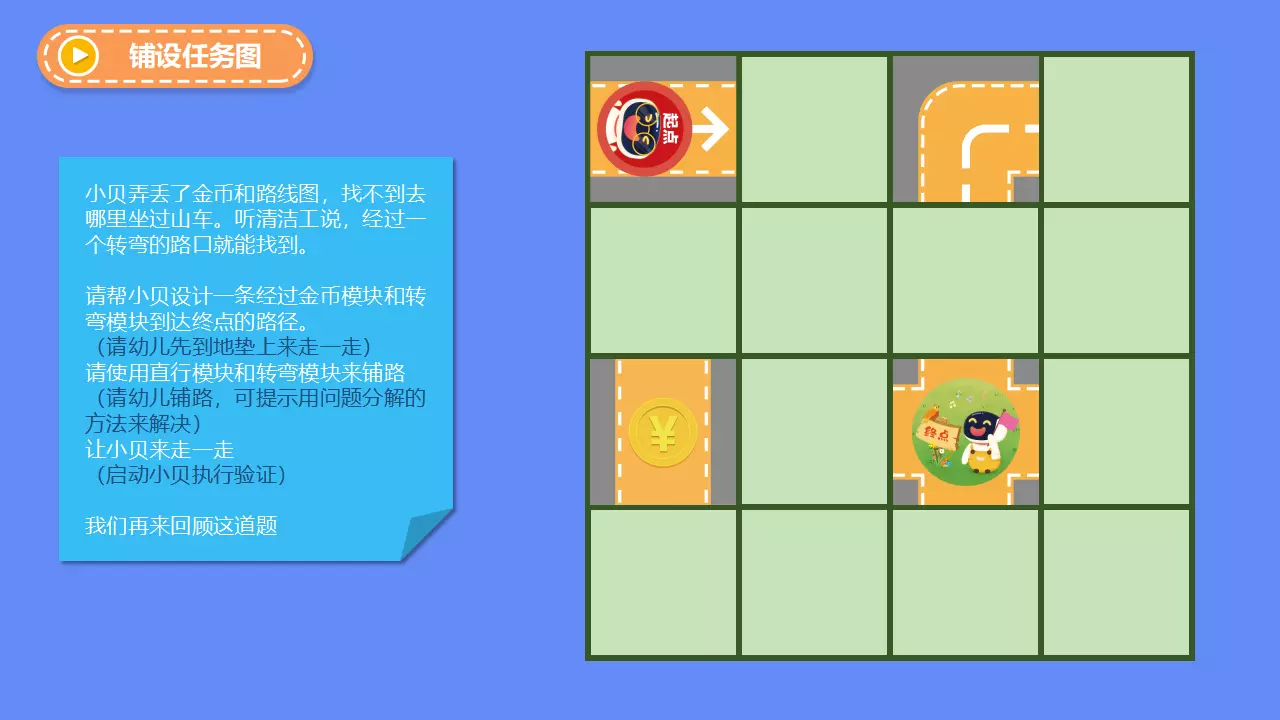 铺设任务图
小贝弄丢了金币和路线图，找不到去
哪里坐过山车。听清洁工说，经过一
个转弯的路口就能找到。
请帮小贝设计一条经过金币模块和转
弯模块到达终点的路径。
（请幼儿先到地垫上来走一走）
请使用直行模块和转弯模块来铺路
（请幼儿铺路，可提示用问题分解的
方法来解决）
让小贝来走一走
（启动小贝执行验证）
我们再来回顾这道题
起点
¥
终点